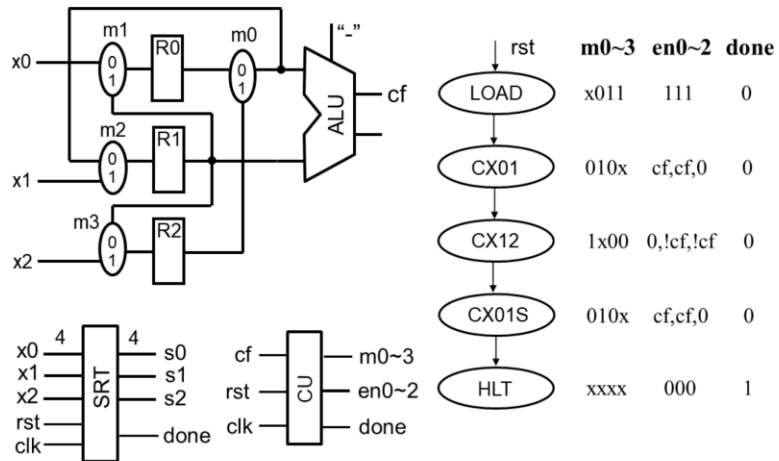 m1
R0
m0
"-"
x0
0
1
0
1
cf
ALU
m2
R1
0
1
x1
m3
R2
0
1
x2
rst m0~3 en0~2 done
LOAD x011 111 0
CX01 010x cf,cf,0 0
CX12 1x00 0,!cf,!cf 0
CX01S 010x cf,cf,0 0
HLT xxxx 000 1
4 4
x0 s0
x1 s1
x2 s2
rst
clk done
SRT
cf m0~3
rst en0~2
clk done
CU